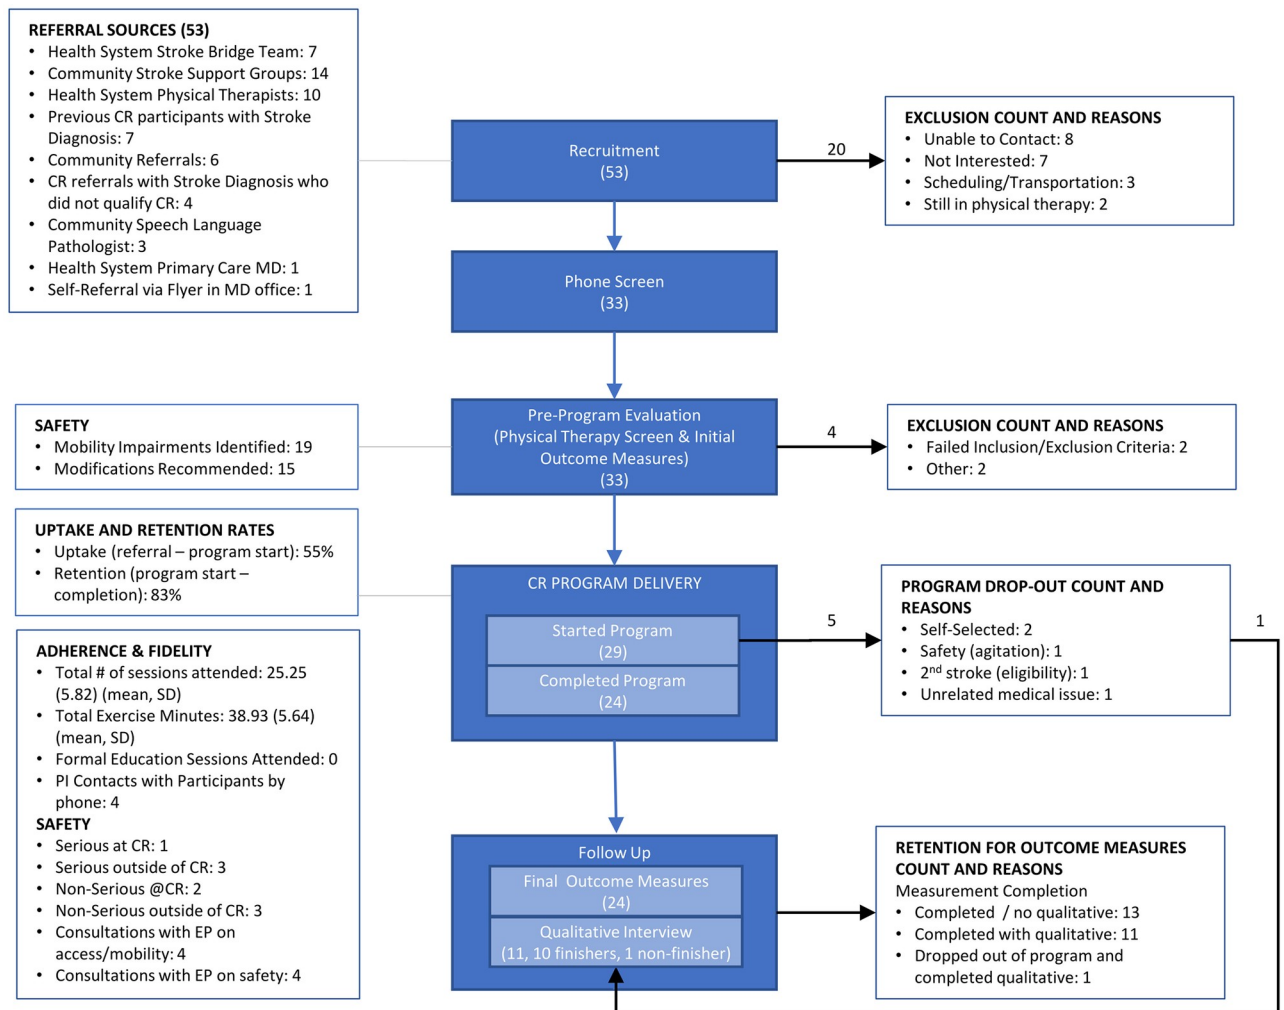 REFERRAL SOURCES (53)
• Health System Stroke Bridge Team: 7
• Community Stroke Support Groups: 14
• Health System Physical Therapists: 10
• Previous CR participants with Stroke
Diagnosis: 7
• Community Referrals: 6
• CR referrals with Stroke Diagnosis who
did not qualify CR: 4
• Community Speech Language
Pathologist: 3
• Health System Primary Care MD: 1
• Self-Referral via Flyer in MD office: 1
Recruitment
(53)
20
EXCLUSION COUNT AND REASONS
• Unable to Contact: 8
• Not Interested: 7
• Scheduling/Transportation: 3
• Still in physical therapy: 2
Phone Screen
(33)
SAFETY
• Mobility Impairments Identified: 19
• Modifications Recommended: 15
Pre-Program Evaluation
(Physical Therapy Screen & Initial
Outcome Measures)
(33)
4
EXCLUSION COUNT AND REASONS
• Failed Inclusion/Exclusion Criteria: 2
• Other: 2
UPTAKE AND RETENTION RATES
• Uptake (referral – program start): 55%
• Retention (program start –
completion): 83%
CR PROGRAM DELIVERY
Started Program
(29)
Completed Program
(24)
5
PROGRAM DROP-OUT COUNT AND
REASONS
• Self-Selected: 2
• Safety (agitation): 1
• 2nd stroke (eligibility): 1
• Unrelated medical issue: 1
1
ADHERENCE & FIDELITY
• Total # of sessions attended: 25.25
(5.82) (mean, SD)
• Total Exercise Minutes: 38.93 (5.64)
(mean, SD)
• Formal Education Sessions Attended: 0
• PI Contacts with Participants by
phone: 4
SAFETY
• Serious at CR: 1
• Serious outside of CR: 3
• Non-Serious @CR: 2
• Non-Serious outside of CR: 3
• Consultations with EP on
access/mobility: 4
• Consultations with EP on safety: 4
Follow Up
Final Outcome Measures
(24)
Qualitative Interview
(11, 10 finishers, 1 non-finisher)
RETENTION FOR OUTCOME MEASURES
COUNT AND REASONS
Measurement Completion
• Completed / no qualitative: 13
• Completed with qualitative: 11
• Dropped out of program and
completed qualitative: 1